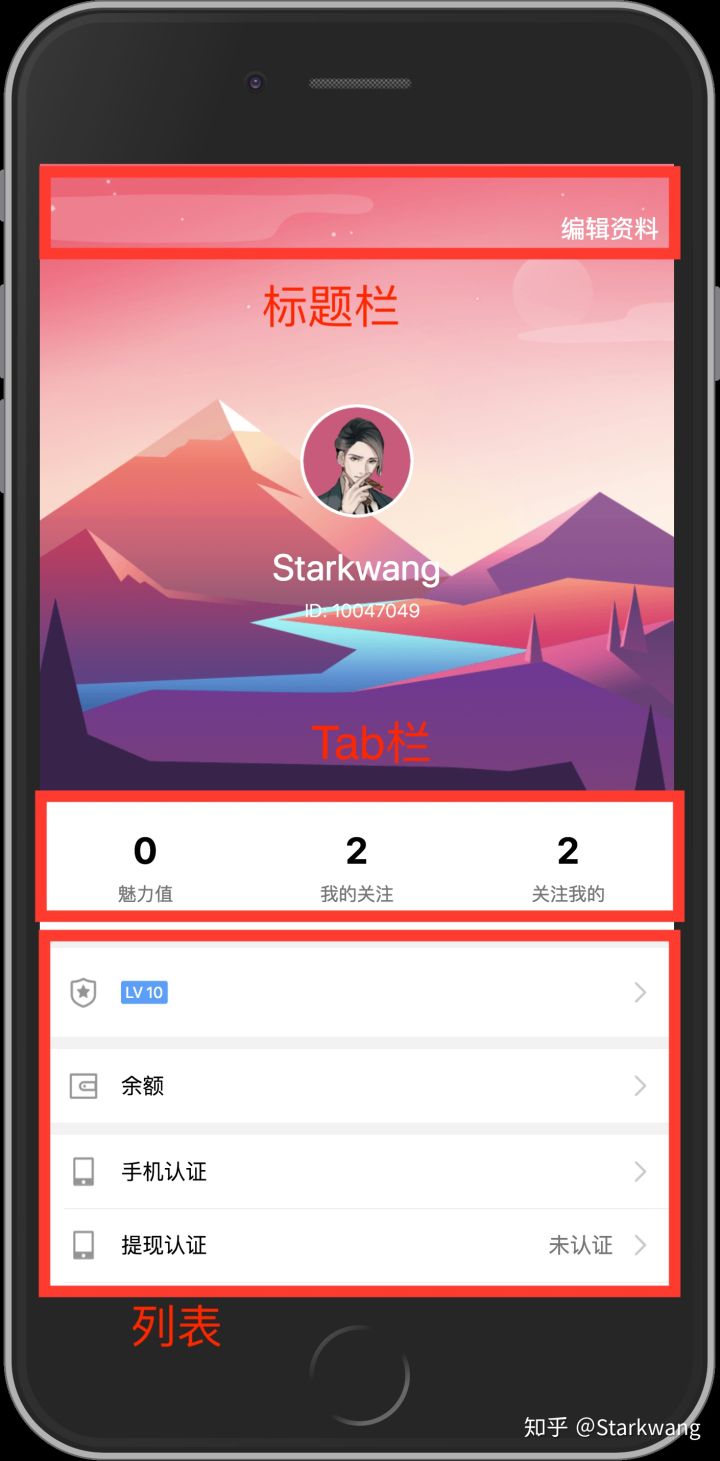 编辑资料
标题栏
Starkwang
ID: 10047049
Tab栏
0 2 2
魅力值 我的关注 关注我的
LV 10
余额
手机认证
提现认证 未认证
列表
知乎 @Starkwang